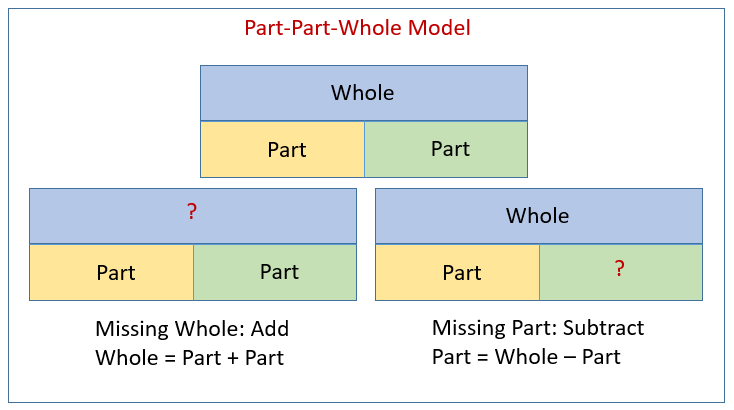 Part-Part-Whole Model
Whole
Part Part
?
Part Part
Whole
Part ?
Missing Whole: Add
Whole = Part + Part
Missing Part: Subtract
Part = Whole – Part